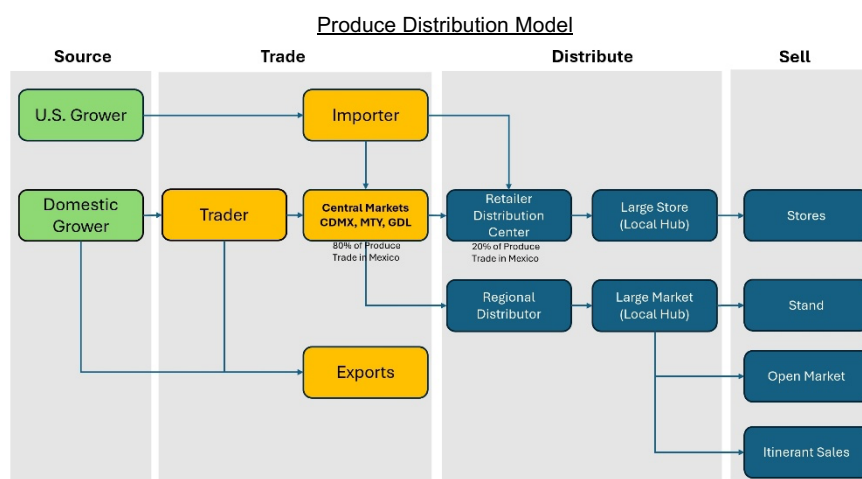 Produce Distribution Model
Source
Trade
Distribute
Sell
U.S. Grower
Importer
Domestic
Grower
Trader
Central Markets
CDMX, MTY, GDL
80% of Produce
Trade in Mexico
Retailer
Distribution
Center
20% of Produce
Trade in Mexico
Large Store
(Local Hub)
Stores
Regional
Distributor
Large Market
(Local Hub)
Stand
Exports
Open Market
Itinerant Sales